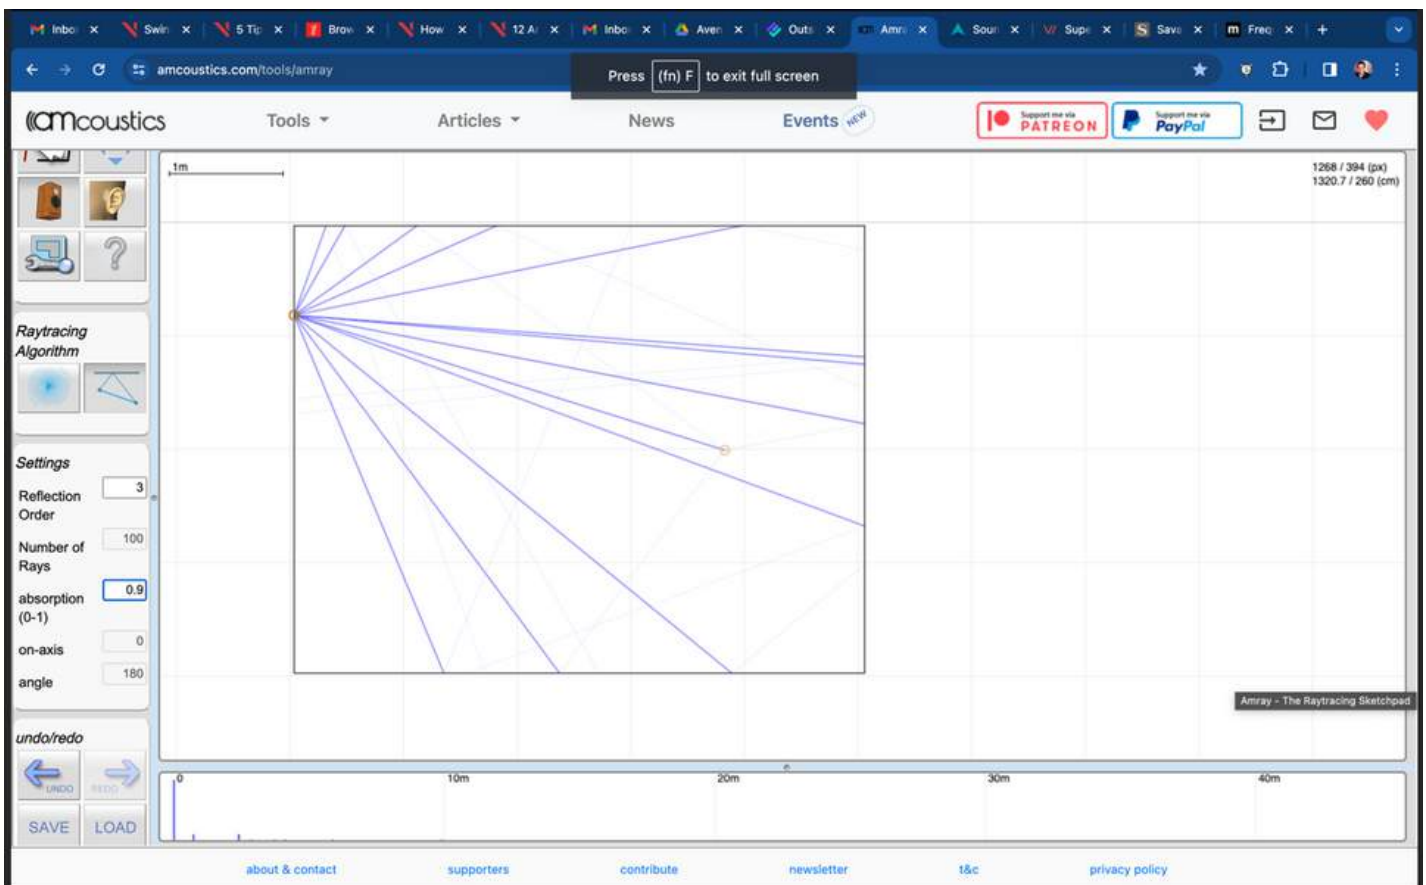 Inbo
Swin
5 Tip
Brow
How
12 A
Inbo
Aven
Outs
Amra
Soun
Supe
Save
Freq
amcoustics.com/tools/amray
Press (fn) F to exit full screen
((amcoustics
Tools
Articles
News
Events NEW
Support me via
PATREON
Support me via
PayPal
1m
1268 / 394 (px)
1320.7 / 260 (cm)
Raytracing
Algorithm
Settings
Reflection
Order
3
Number of
Rays
100
absorption
(0-1)
0.9
on-axis
0
angle
180
Amray - The Raytracing Sketchpad
undo/redo
UNDO
REDO
SAVE
LOAD
0
10m
20m
30m
40m
about & contact
supporters
contribute
newsletter
t&c
privacy policy